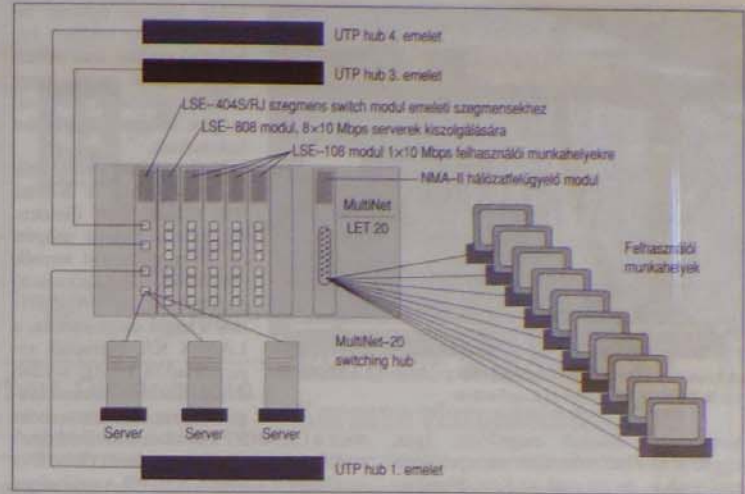 UTP hub 4. emelet
UTP hub 3. emelet
LSE-404S/RJ szegmens switch modul emeleti szegmensekhez
LSE-808 modul, 8×10 Mbps serverek kiszolgálására
LSE-108 modul 1×10 Mbps felhasználói munkahelyekre
NMA-II hálózatfelügyelő modul
MultiNet
LET 20
Felhasználói
munkahelyek
MultiNet-20
switching hub
Server
Server
Server
UTP hub 1. emelet